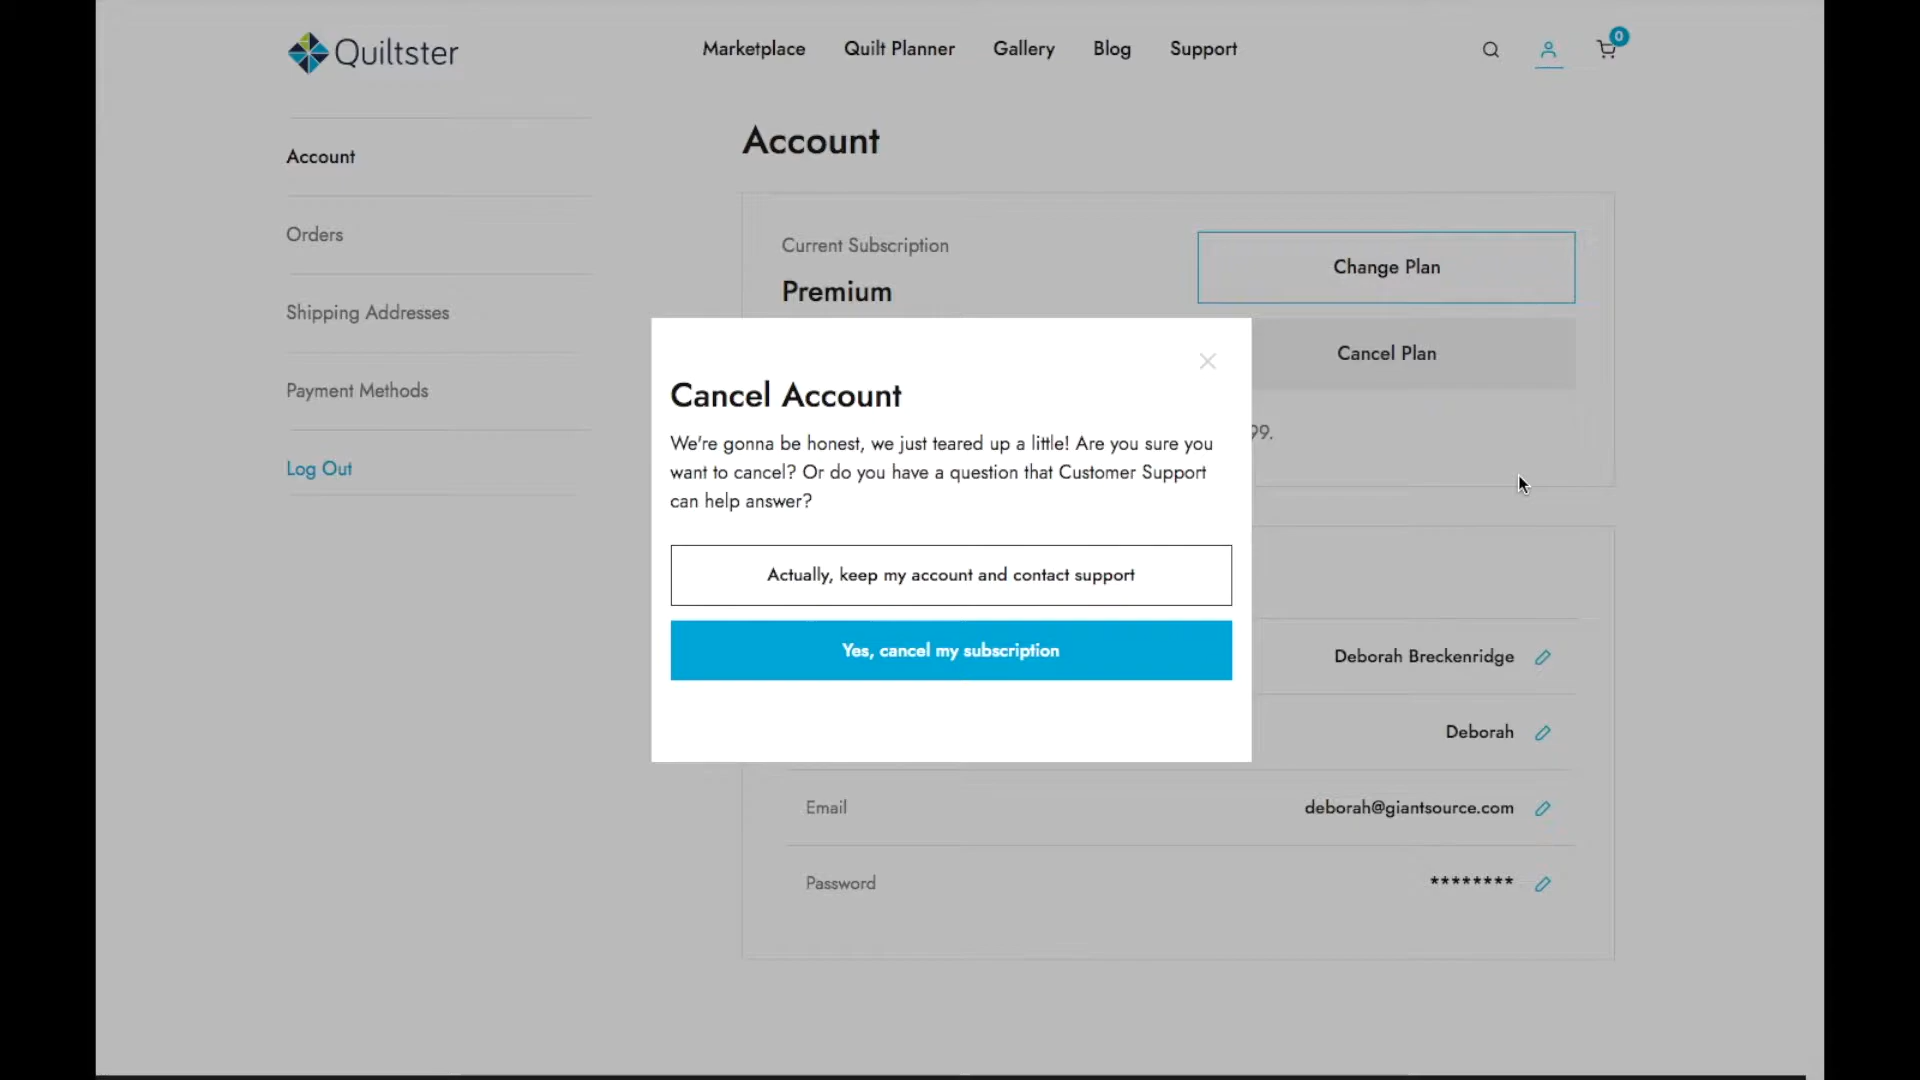 Quiltster
Marketplace
Quilt Planner
Gallery
Blog
Support
0
Account
Orders
Shipping Addresses
Payment Methods
Log Out
Account
Current Subscription
Premium
Change Plan
Cancel Plan
99.
Cancel Account
We're gonna be honest, we just teared up a little! Are you sure you
want to cancel? Or do you have a question that Customer Support
can help answer?
Actually, keep my account and contact support
Yes, cancel my subscription
Deborah Breckenridge
Deborah
Email
deborah@giantsource.com
Password
********